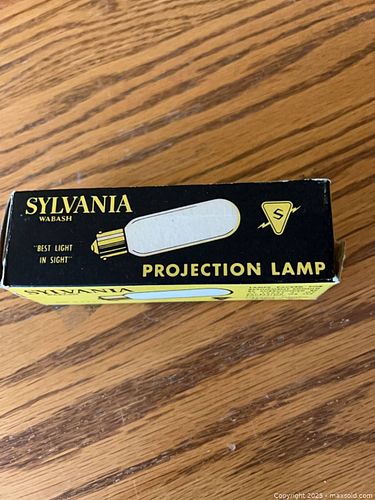 SYLVANIA
WABASH
"BEST LIGHT
IN SIGHT"
S
PROJECTION LAMP
SYLVANIA
Copyright 2025 - maxsold.com